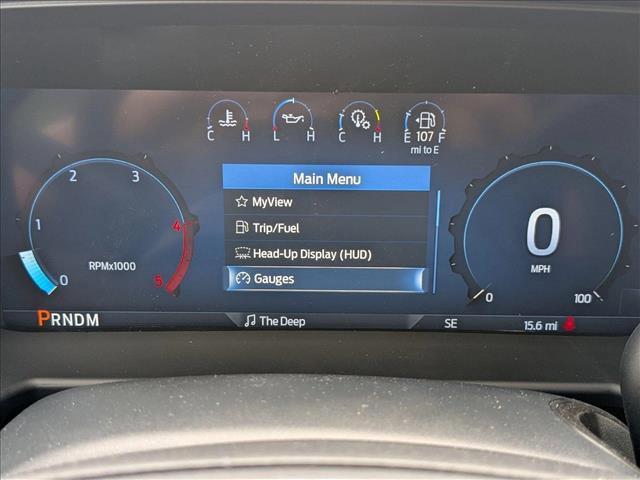 C H L H C H E 107 F
mi to E
Main Menu
MyView
Trip/Fuel
Head-Up Display (HUD)
Gauges
0 1 2 3 4 5
RPMx1000
0
MPH
0 100
PRNDM
The Deep
SE
15.6 mi